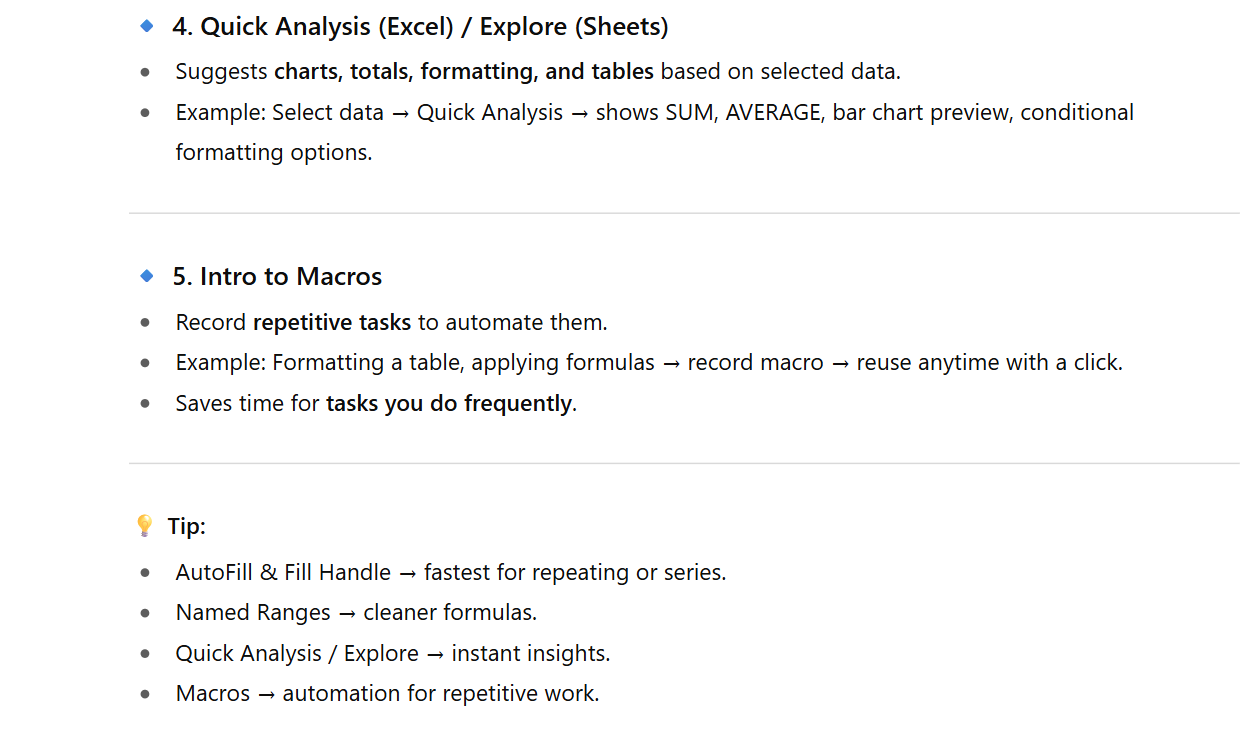 4. Quick Analysis (Excel) / Explore (Sheets)
Suggests charts, totals, formatting, and tables based on selected data.
Example: Select data → Quick Analysis → shows SUM, AVERAGE, bar chart preview, conditional
formatting options.
5. Intro to Macros
Record repetitive tasks to automate them.
Example: Formatting a table, applying formulas → record macro → reuse anytime with a click.
Saves time for tasks you do frequently.
Tip:
AutoFill & Fill Handle → fastest for repeating or series.
Named Ranges → cleaner formulas.
Quick Analysis / Explore → instant insights.
Macros → automation for repetitive work.